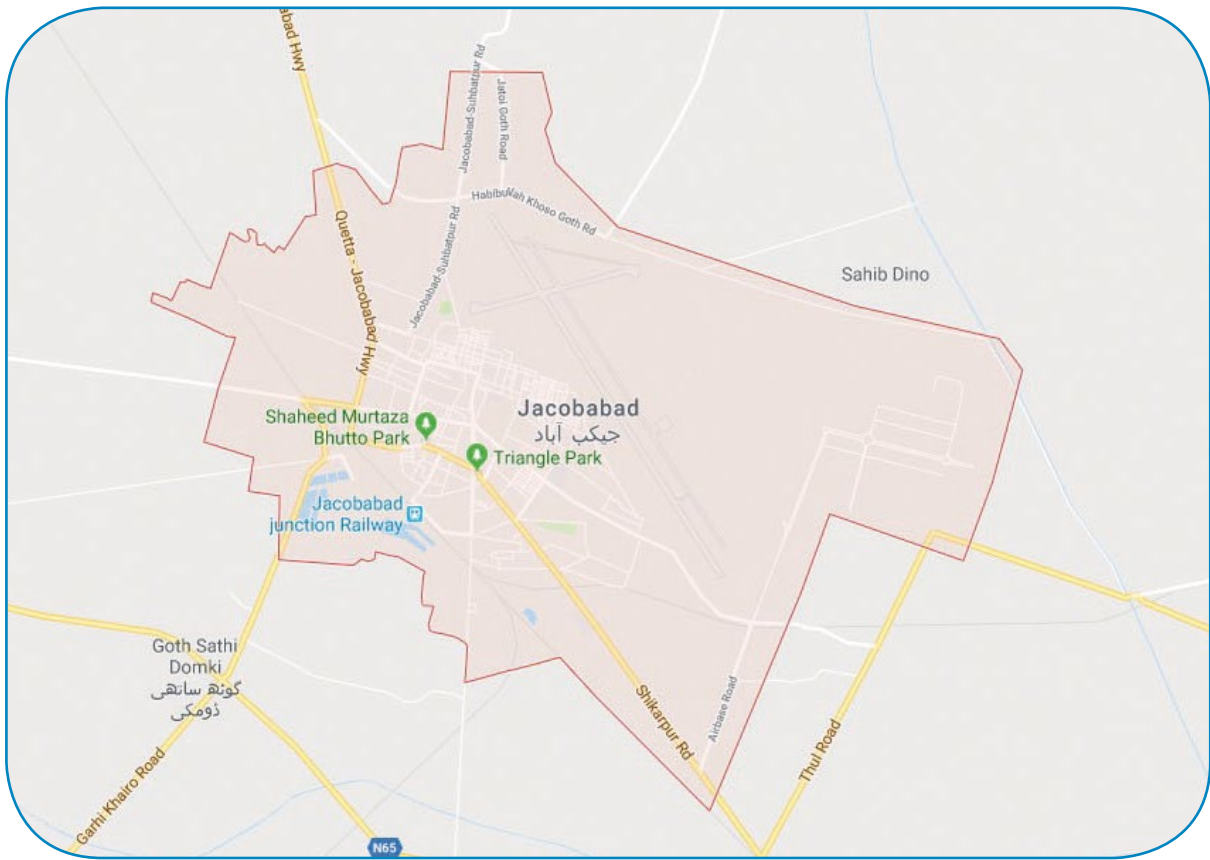 abad Hwy
Jacobabad-Suhbatpur Rd
Jatoi Goth Road
Habibullah Khoso Goth Rd
Jacobabad-Suhbatpur Rd
Quetta - Jacobabad Hwy
Sahib Dino
Shaheed Murtaza
Bhutto Park
Jacobabad
جیکب آباد
Triangle Park
Jacobabad
junction Railway
Goth Sathi
Domki
گوٹھ ساتھی
ڈومکی
Shikarpur Rd
Airbase Road
Thul Road
Garhi Khairo Road
N65